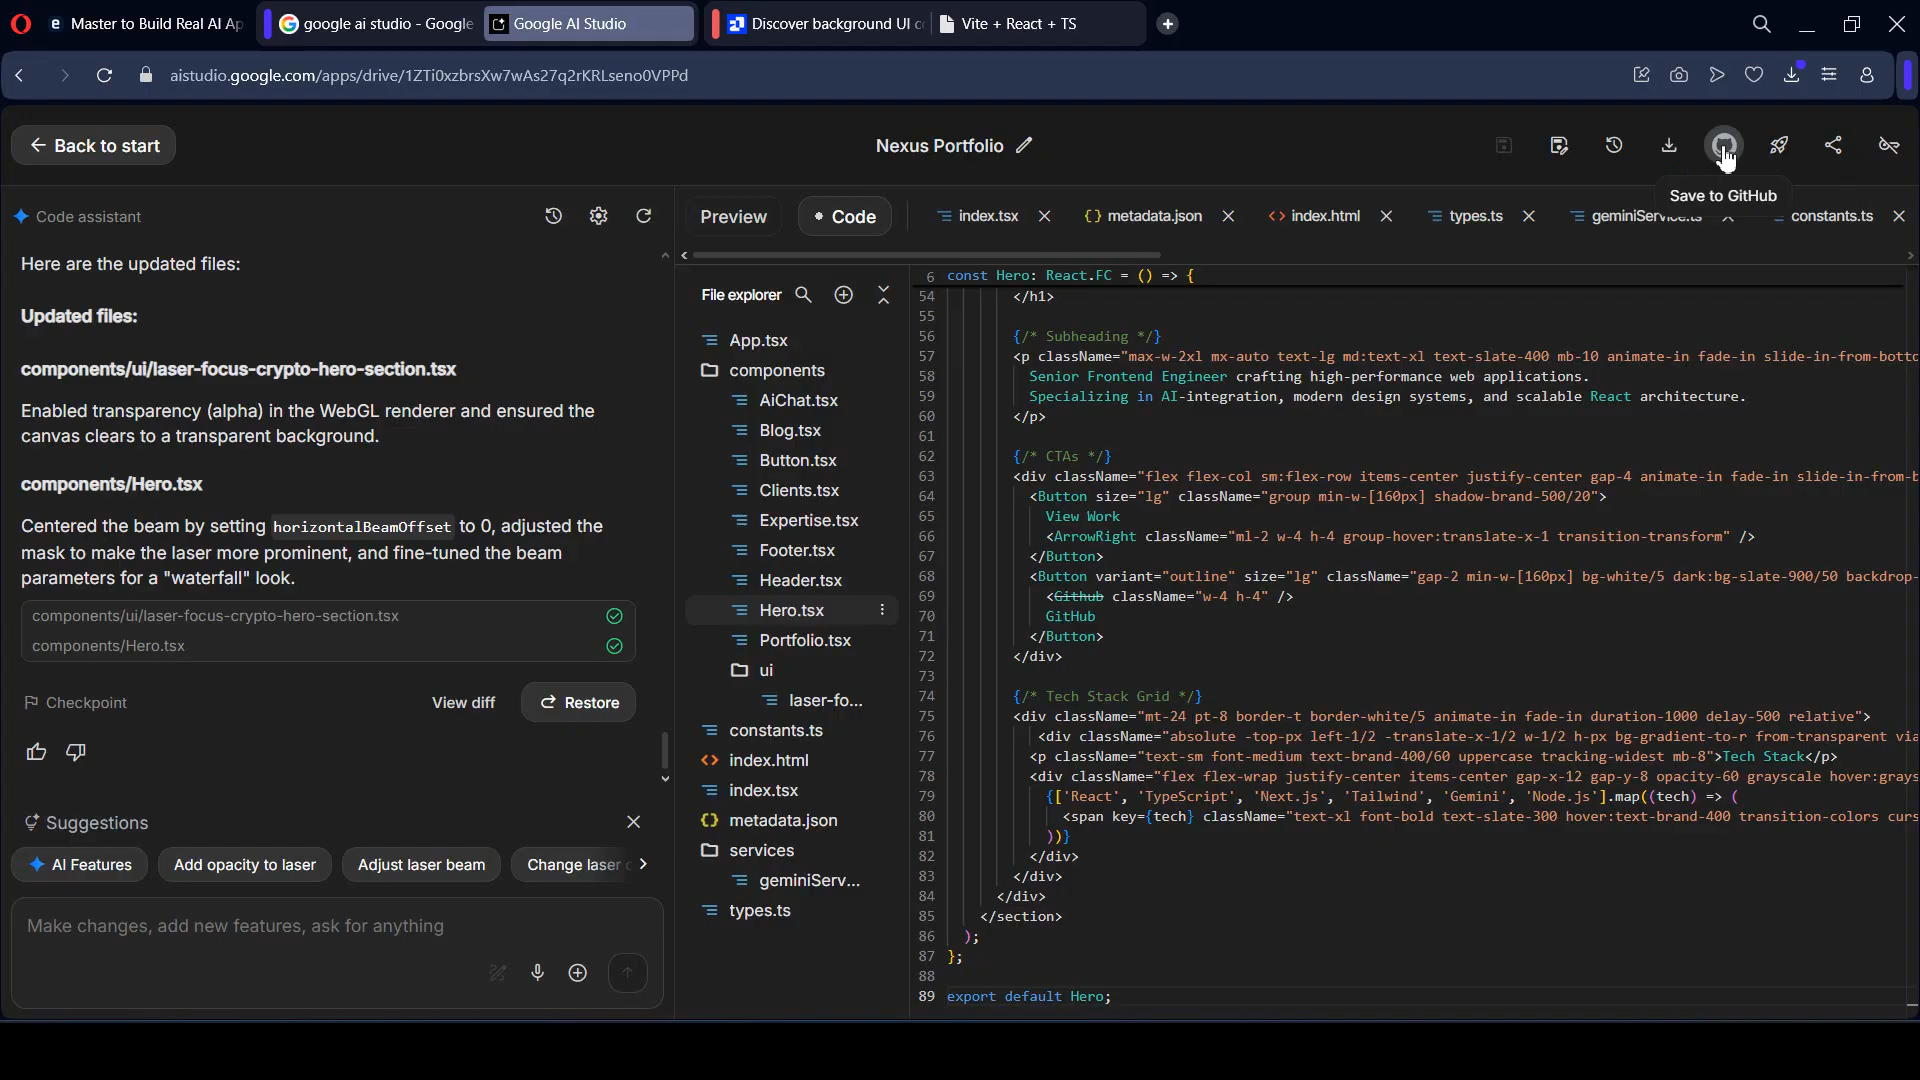 Master to Build Real AI Ap
google ai studio - Google
Google AI Studio
Discover background UI co
Vite + React + TS
aistudio.google.com/apps/drive/1ZTi0xzbrsXw7wAs27q2rKRLseno0VPPd
Back to start
Nexus Portfolio
Save to GitHub
Code assistant
Here are the updated files:
Updated files:
components/ui/laser-focus-crypto-hero-section.tsx
Enabled transparency (alpha) in the WebGL renderer and ensured the
canvas clears to a transparent background.
components/Hero.tsx
Centered the beam by setting horizontalBeamOffset to 0, adjusted the
mask to make the laser more prominent, and fine-tuned the beam
parameters for a "waterfall" look.
components/ui/laser-focus-crypto-hero-section.tsx
components/Hero.tsx
Checkpoint
View diff
Restore
Suggestions
AI Features
Add opacity to laser
Adjust laser beam
Change laser
Make changes, add new features, ask for anything
Preview
Code
index.tsx
{} metadata.json
<> index.html
types.ts
geminiService.ts
constants.ts
File explorer
App.tsx
components
AiChat.tsx
Blog.tsx
Button.tsx
Clients.tsx
Expertise.tsx
Footer.tsx
Header.tsx
Hero.tsx
Portfolio.tsx
ui
laser-fo...
constants.ts
<> index.html
index.tsx
{} metadata.json
services
geminiServ...
types.ts
6 const Hero: React.FC = () => {
54 </h1>
55
56 {/* Subheading */}
57 <p className="max-w-2xl mx-auto text-lg md:text-xl text-slate-400 mb-10 animate-in fade-in slide-in-from-botto
58 Senior Frontend Engineer crafting high-performance web applications.
59 Specializing in AI-integration, modern design systems, and scalable React architecture.
60 </p>
61
62 {/* CTAs */}
63 <div className="flex flex-col sm:flex-row items-center justify-center gap-4 animate-in fade-in slide-in-from-b
64 <Button size="lg" className="group min-w-[160px] shadow-brand-500/20">
65 View Work
66 <ArrowRight className="ml-2 w-4 h-4 group-hover:translate-x-1 transition-transform" />
67 </Button>
68 <Button variant="outline" size="lg" className="gap-2 min-w-[160px] bg-white/5 dark:bg-slate-900/50 backdrop-
69 <Github className="w-4 h-4" />
70 GitHub
71 </Button>
72 </div>
73
74 {/* Tech Stack Grid */}
75 <div className="mt-24 pt-8 border-t border-white/5 animate-in fade-in duration-1000 delay-500 relative">
76 <div className="absolute -top-px left-1/2 -translate-x-1/2 w-1/2 h-px bg-gradient-to-r from-transparent via
77 <p className="text-sm font-medium text-brand-400/60 uppercase tracking-widest mb-8">Tech Stack</p>
78 <div className="flex flex-wrap justify-center items-center gap-x-12 gap-y-8 opacity-60 grayscale hover:grays
79 {['React', 'TypeScript', 'Next.js', 'Tailwind', 'Gemini', 'Node.js'].map((tech) => (
80 <span key={tech} className="text-xl font-bold text-slate-300 hover:text-brand-400 transition-colors curs
81 ))}
82 </div>
83 </div>
84 </div>
85 </section>
86 );
87 };
88
89 export default Hero;